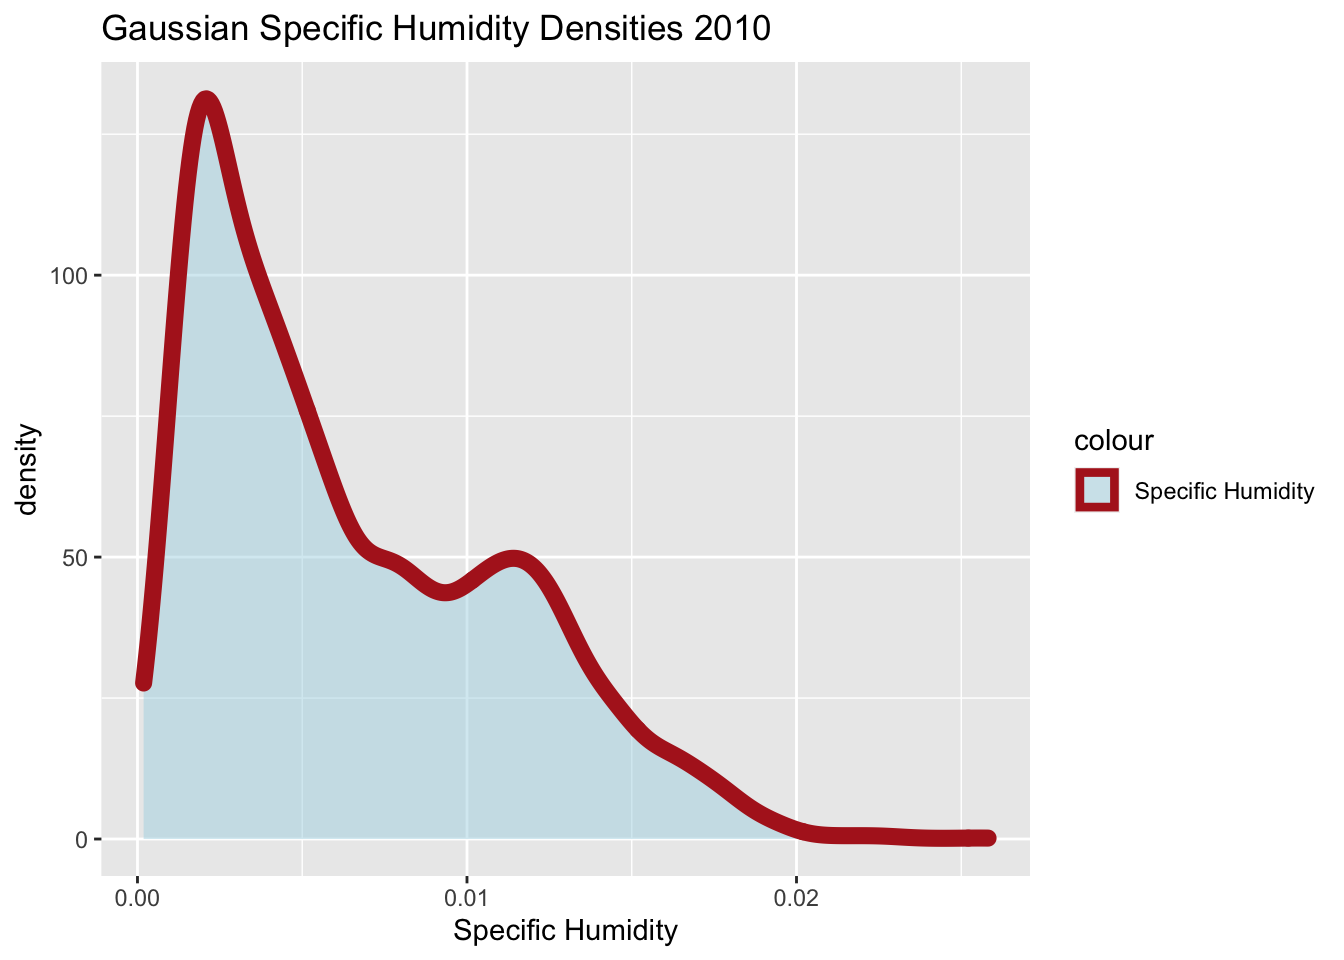 Gaussian Specific Humidity Densities 2010
density
100
50
0
0.00
0.01
0.02
Specific Humidity
colour
Specific Humidity